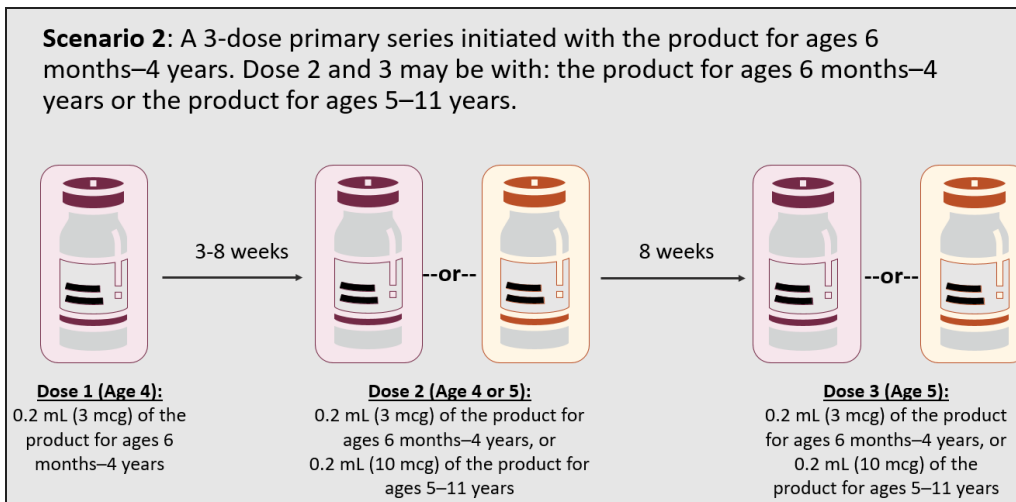 Scenario 2: A 3-dose primary series initiated with the product for ages 6
months–4 years. Dose 2 and 3 may be with: the product for ages 6 months–4
years or the product for ages 5–11 years.
3-8 weeks
--or--
8 weeks
--or--
Dose 1 (Age 4):
0.2 mL (3 mcg) of the
product for ages 6
months–4 years
Dose 2 (Age 4 or 5):
0.2 mL (3 mcg) of the product for
ages 6 months–4 years, or
0.2 mL (10 mcg) of the product for
ages 5–11 years
Dose 3 (Age 5):
0.2 mL (3 mcg) of the product
for ages 6 months–4 years, or
0.2 mL (10 mcg) of the
product for ages 5–11 years